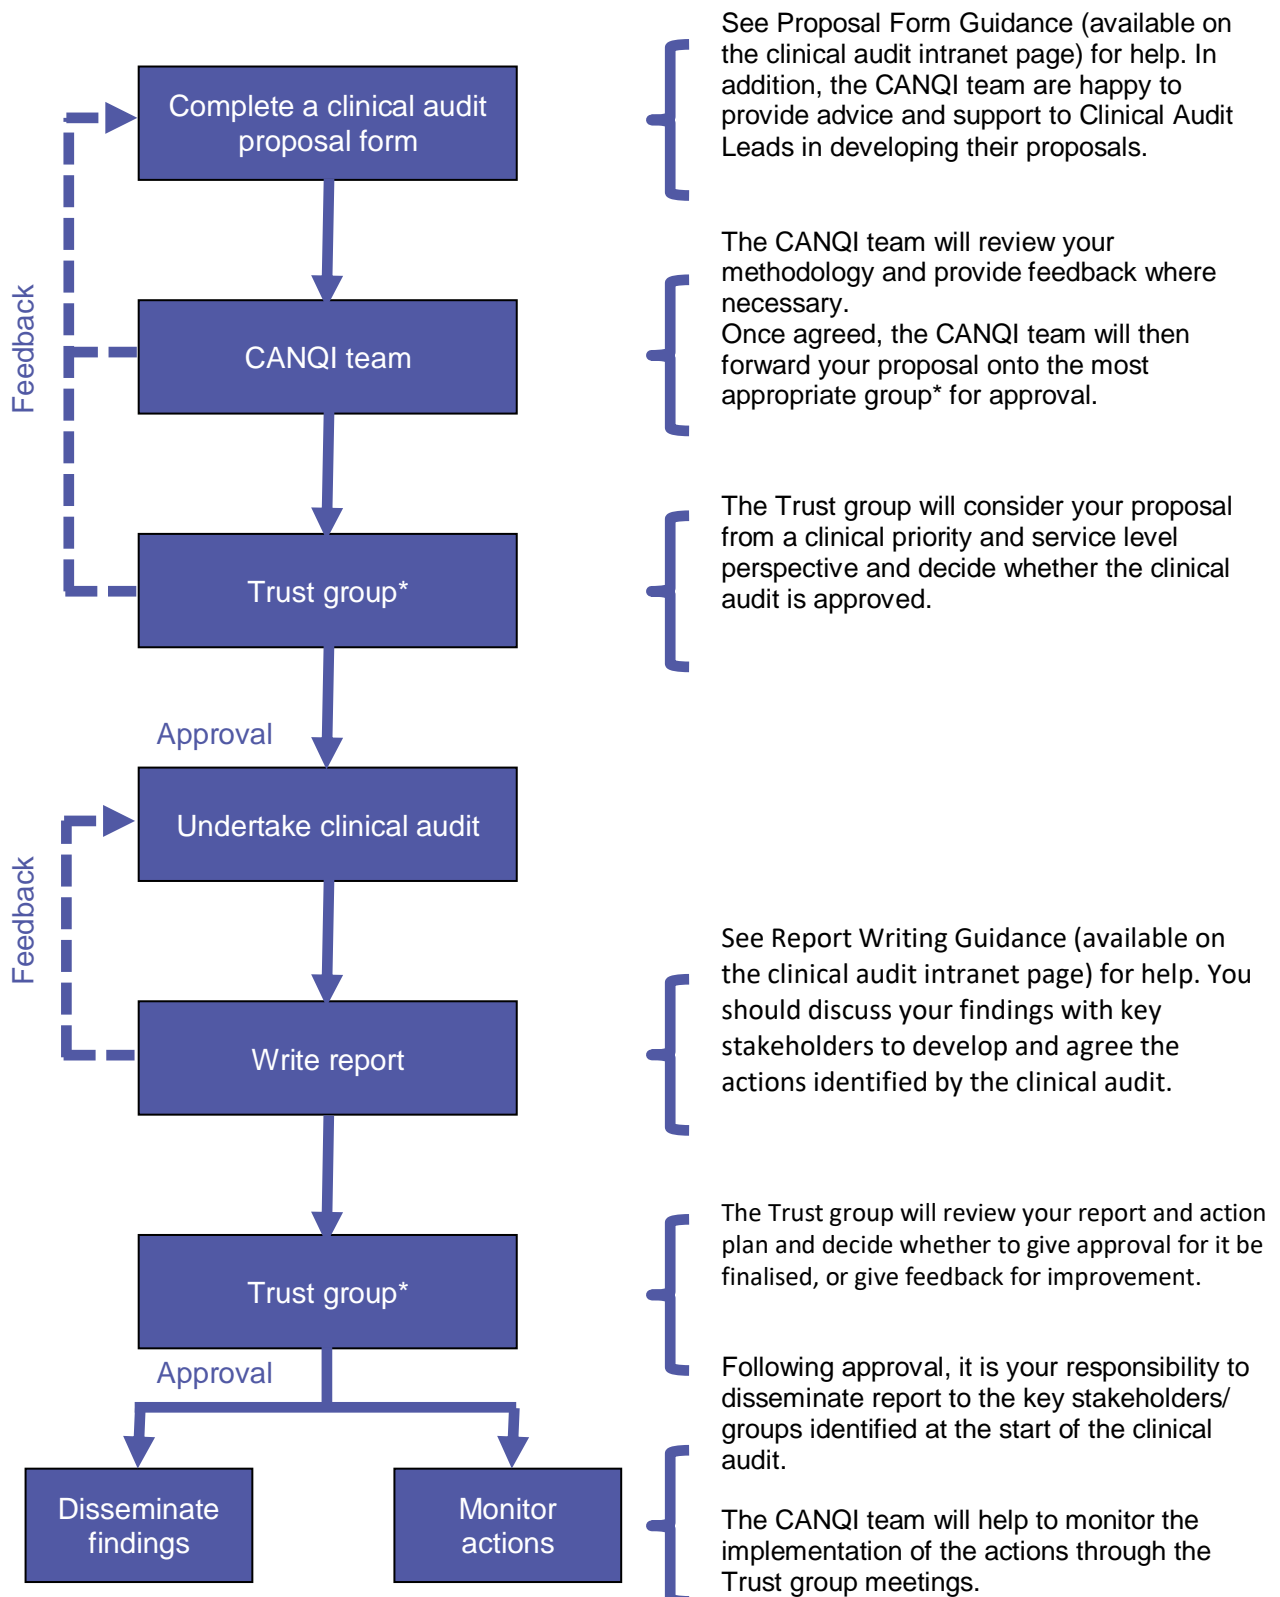 See Proposal Form Guidance (available on
the clinical audit intranet page) for help. In
addition, the CANQI team are happy to
provide advice and support to Clinical Audit
Leads in developing their proposals.
Complete a clinical audit
proposal form
The CANQI team will review your
methodology and provide feedback where
necessary.
Once agreed, the CANQI team will then
forward your proposal onto the most
appropriate group* for approval.
Feedback
CANQI team
The Trust group will consider your proposal
from a clinical priority and service level
perspective and decide whether the clinical
audit is approved.
Trust group*
Approval
Undertake clinical audit
Feedback
See Report Writing Guidance (available on
the clinical audit intranet page) for help. You
should discuss your findings with key
stakeholders to develop and agree the
actions identified by the clinical audit.
Write report
The Trust group will review your report and action
plan and decide whether to give approval for it be
finalised, or give feedback for improvement.
Trust group*
Approval
Following approval, it is your responsibility to
disseminate report to the key stakeholders/
groups identified at the start of the clinical
audit.
Disseminate
findings
Monitor
actions
The CANQI team will help to monitor the
implementation of the actions through the
Trust group meetings.